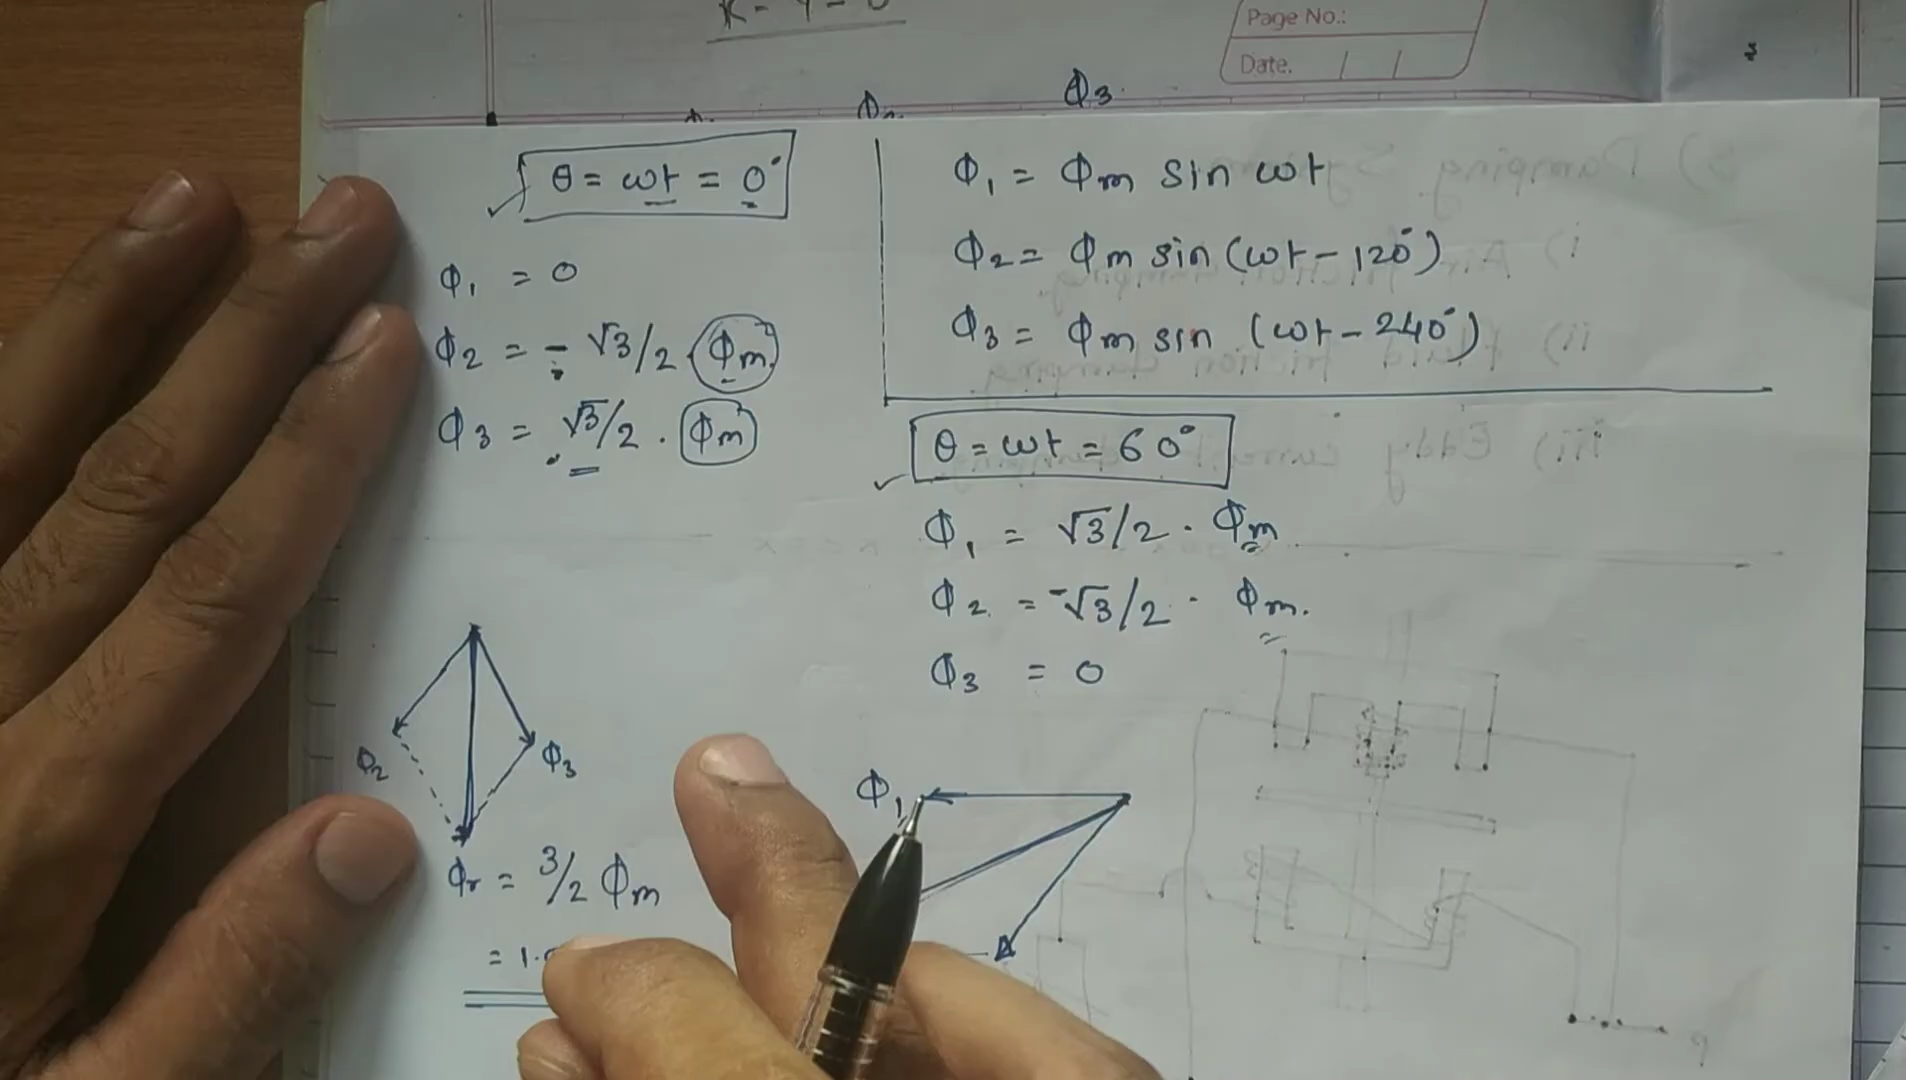 Page No.:
Date.
Φ3
θ = ωt = 0°
Φ1 = 0
Φ2 = - √3/2 Φm
Φ3 = √3/2 . Φm
Φ1 = Φm sin ωt
Φ2 = Φm sin (ωt - 120°)
Φ3 = Φm sin (ωt - 240°)
θ = ωt = 60°
Φ1 = √3/2 . Φm
Φ2 = -√3/2 . Φm.
Φ3 = 0
Φ2
Φ3
Φr = 3/2 Φm
= 1.
Φ1